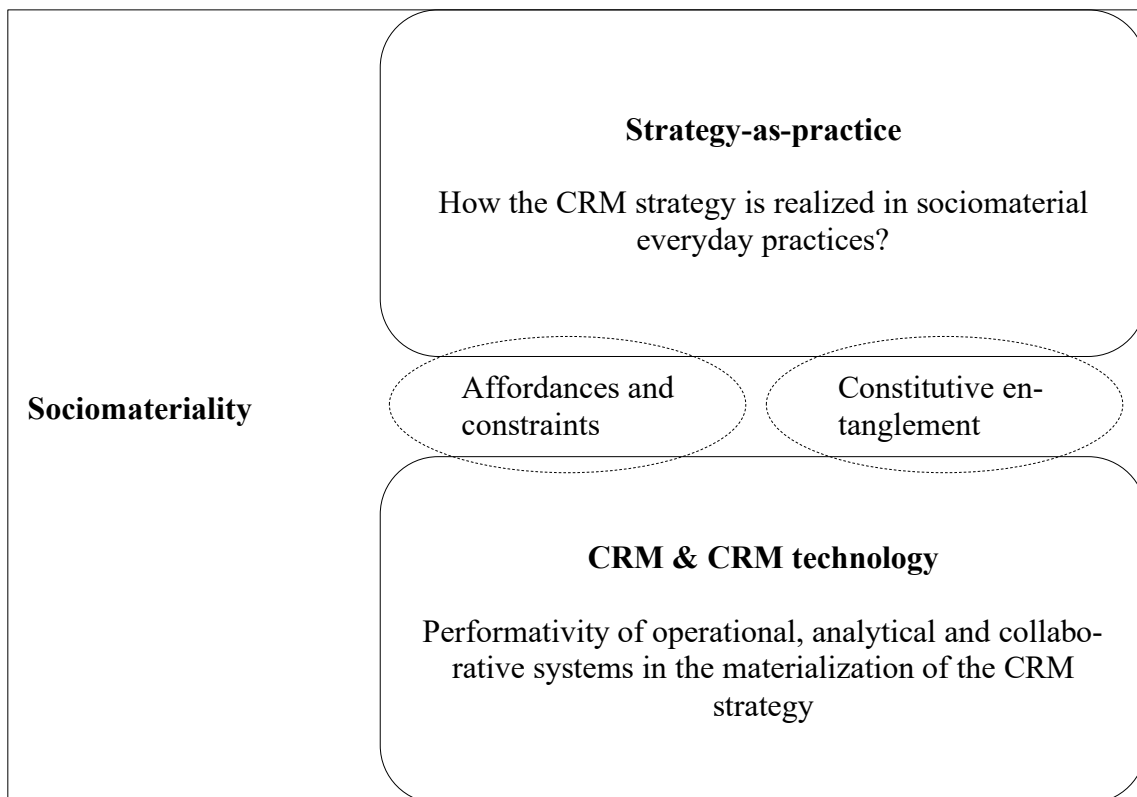 Strategy-as-practice
How the CRM strategy is realized in sociomaterial
everyday practices?
Sociomateriality
Affordances and
constraints
Constitutive en-
tanglement
CRM & CRM technology
Performativity of operational, analytical and collabo-
rative systems in the materialization of the CRM
strategy